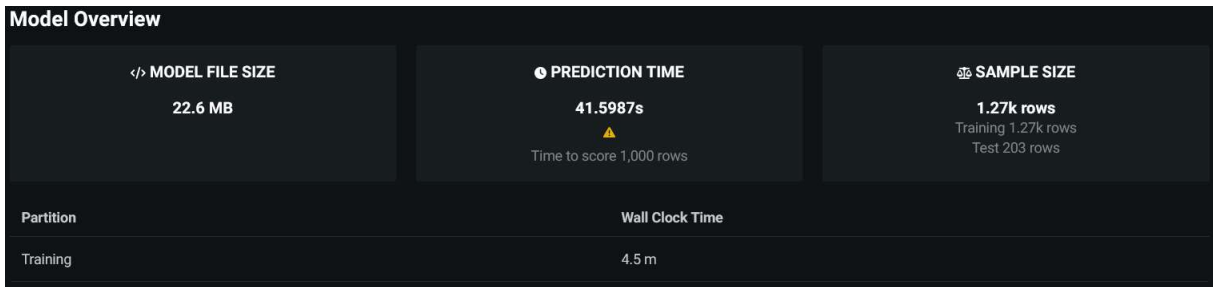 Model Overview
</> MODEL FILE SIZE
22.6 MB
PREDICTION TIME
41.5987s
Time to score 1,000 rows
SAMPLE SIZE
1.27k rows
Training 1.27k rows
Test 203 rows
Partition Wall Clock Time
Training 4.5 m